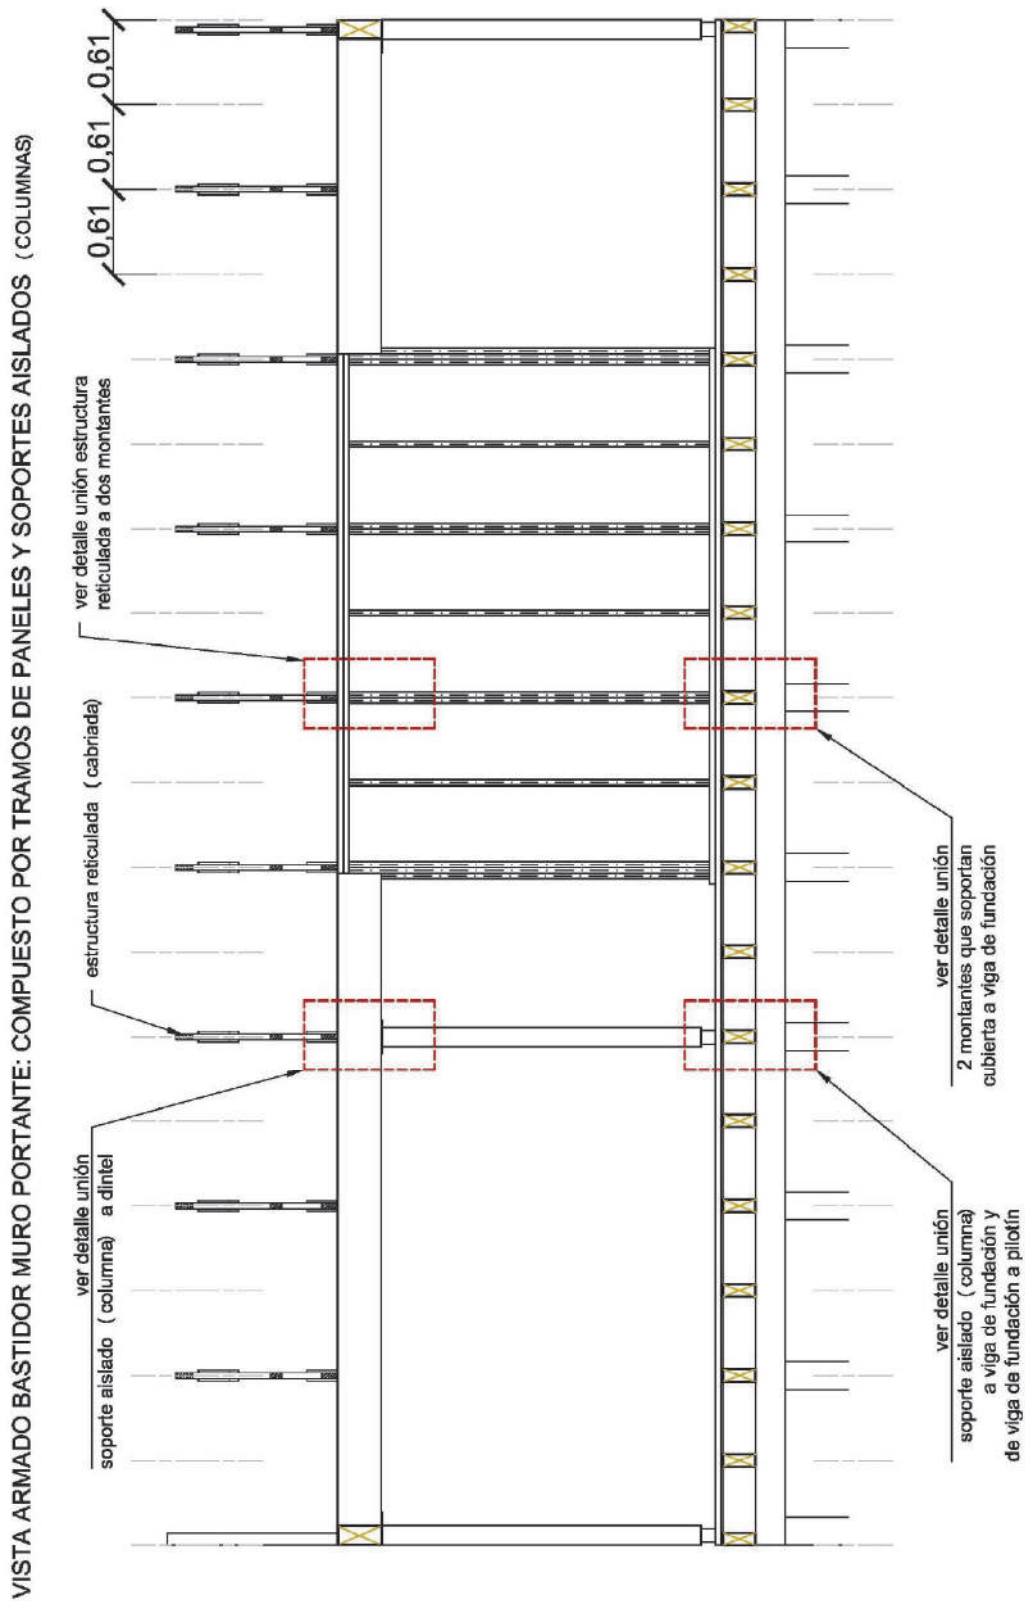 VISTA ARMADO BASTIDOR MURO PORTANTE: COMPUESTO POR TRAMOS DE PANELES Y SOPORTES AISLADOS (COLUMNAS)
ver detalle unión
soporte aislado (columna) a dintel
estructura reticulada (cabriada)
ver detalle unión estructura
reticulada a dos montantes
0,61
0,61
0,61
ver detalle unión
soporte aislado (columna)
a viga de fundación y
de viga de fundación a pilotín
ver detalle unión
2 montantes que soportan
cubierta a viga de fundación